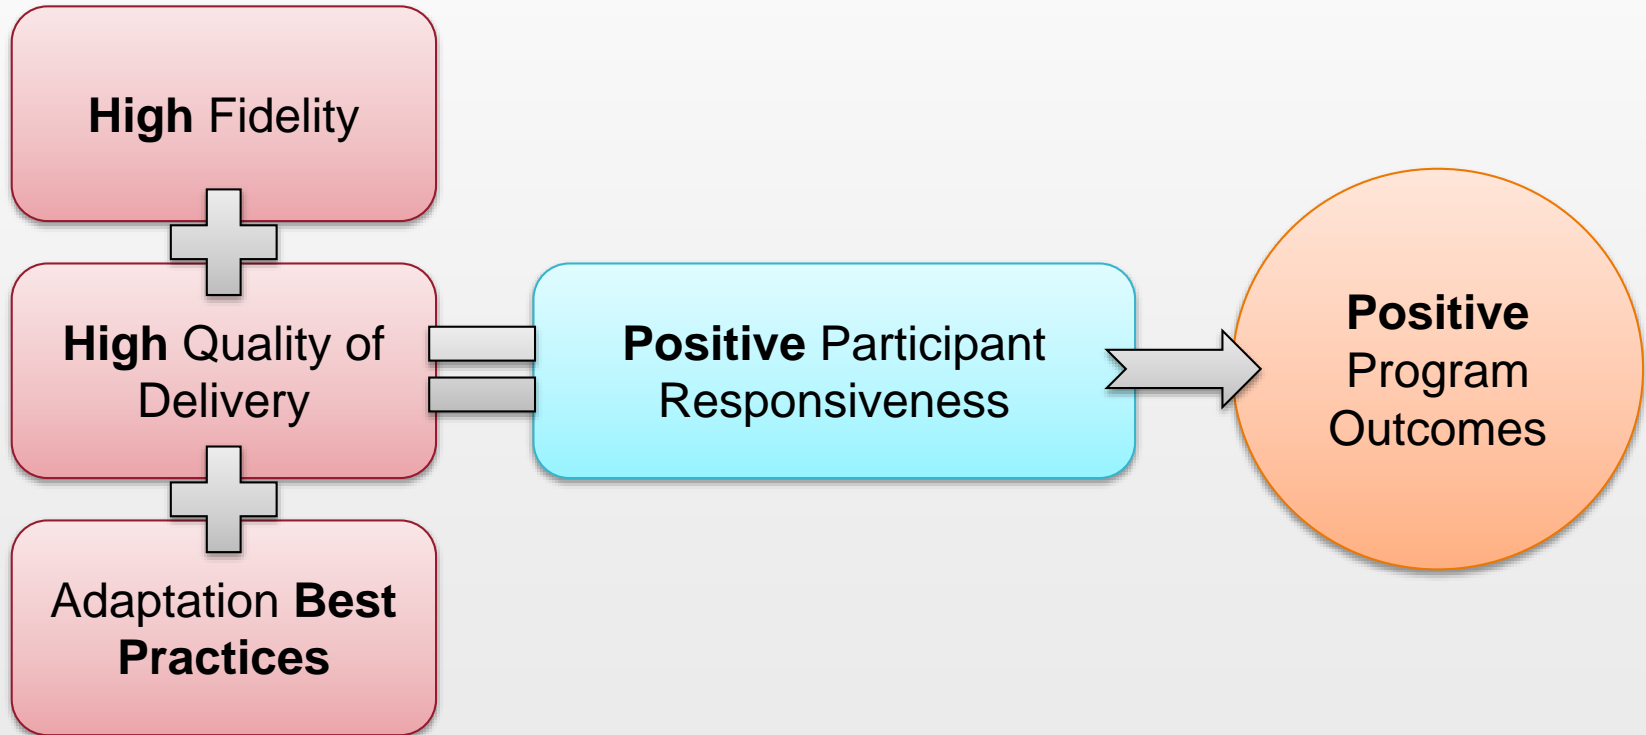 High Fidelity
High Quality of
Delivery
Adaptation Best
Practices
Positive Participant
Responsiveness
Positive
Program
Outcomes